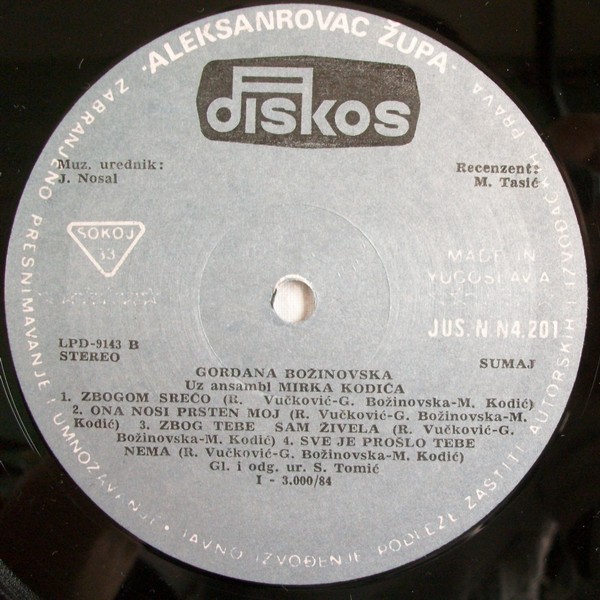 ·ALEKSANROVAC ŽUPA·
diskos
Muz. urednik:
J. Nosal
Recenzent:
M. Tasić
SOKOJ
33
MADE IN
YUGOSLAVIA
JUS. N. N4.201
LPD-9143 B
STEREO
SUMAJ
GORDANA BOŽINOVSKA
Uz ansambl MIRKA KODIĆA
1. ZBOGOM SREĆO (R. Vučković-G. Božinovska-M. Kodić)
2. ONA NOSI PRSTEN MOJ (R. Vučković-G. Božinovska-M.
Kodić) 3. ZBOG TEBE SAM ŽIVELA (R. Vučković-G.
Božinovska-M. Kodić) 4. SVE JE PROŠLO TEBE
NEMA (R. Vučković-G. Božinovska-M. Kodić)
Gl. i odg. ur. S. Tomić
I - 3.000/84
ZABRANJENO PRESNIMAVANJE I UMNOŽAVANJE • JAVNO IZVOĐENJE PODLEŽE ZAŠTITI AUTORSKIH I IZVOĐAČKIH PRAVA